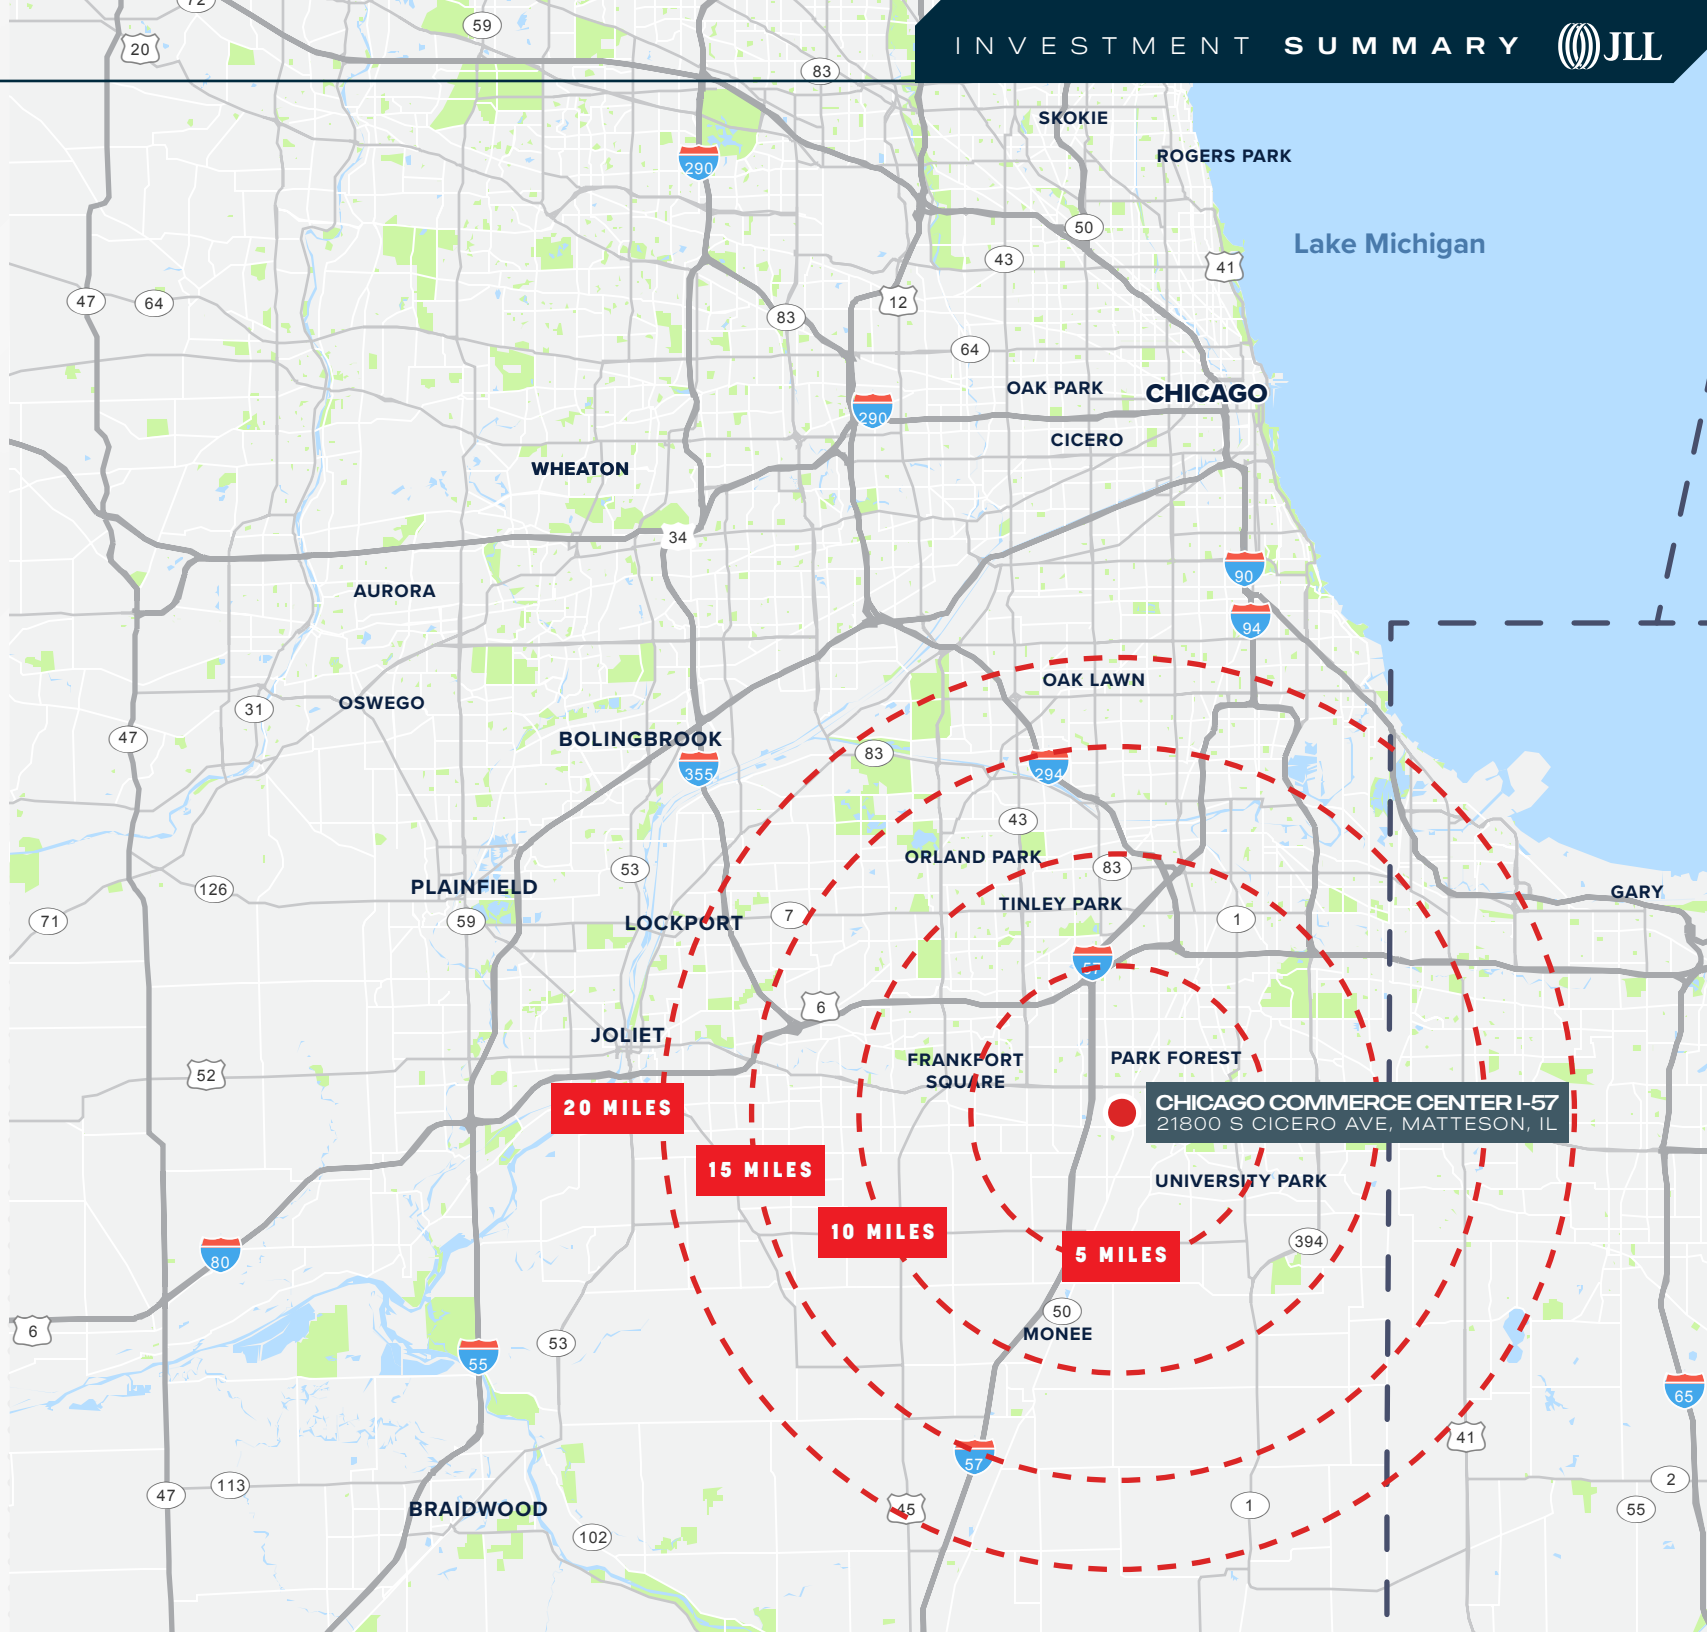 INVESTMENT SUMMARY JLL
72
59
20
83
SKOKIE
ROGERS PARK
290
50
Lake Michigan
43
41
47
64
12
83
64
OAK PARK
CHICAGO
290
CICERO
WHEATON
34
90
AURORA
94
OAK LAWN
31
OSWEGO
47
BOLINGBROOK
83
355
294
43
ORLAND PARK
53
83
PLAINFIELD
126
GARY
TINLEY PARK
71
59
LOCKPORT
7
1
57
6
JOLIET
FRANKFORT
SQUARE
PARK FOREST
52
20 MILES
CHICAGO COMMERCE CENTER I-57
21800 S CICERO AVE, MATTESON, IL
15 MILES
UNIVERSITY PARK
10 MILES
394
5 MILES
80
50
6
MONEE
53
55
65
41
57
2
113
47
BRAIDWOOD
45
1
55
102